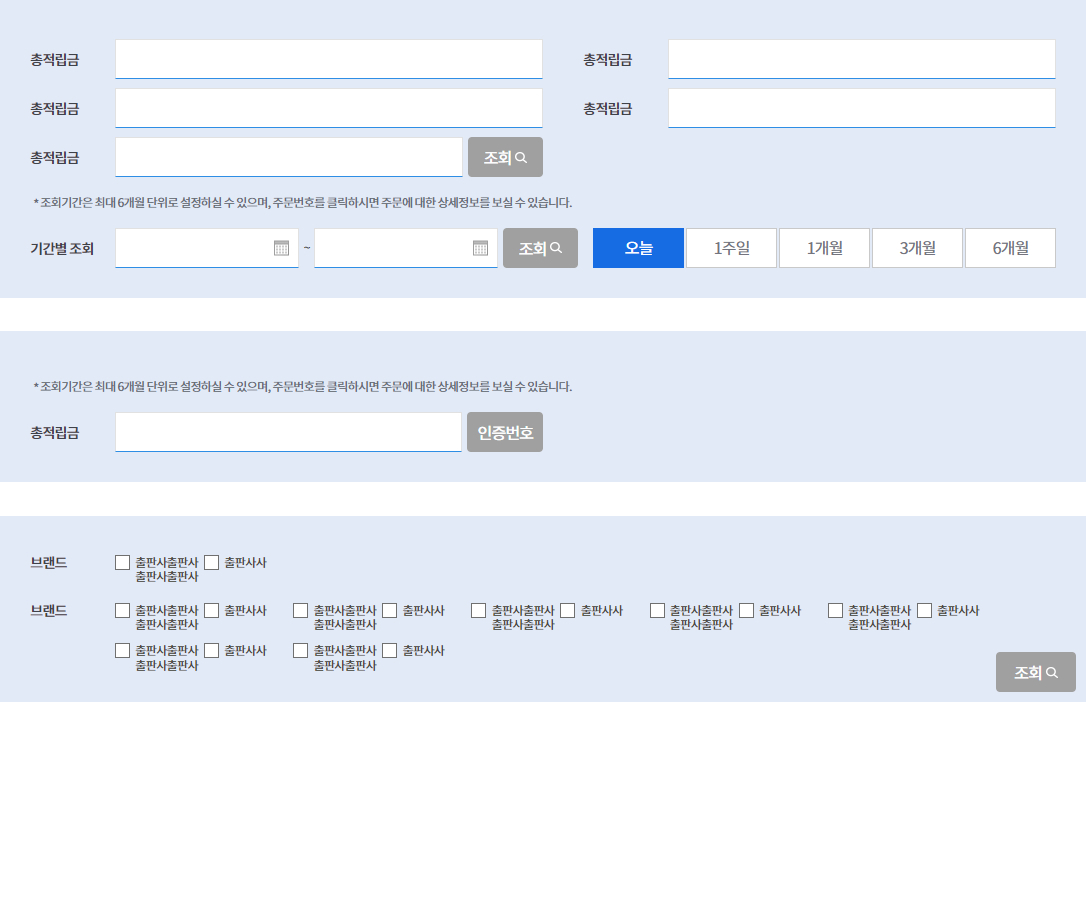 총적립금 총적립금
총적립금 총적립금
총적립금 조회
* 조회기간은 최대 6개월 단위로 설정하실 수 있으며, 주문번호를 클릭하시면 주문에 대한 상세정보를 보실 수 있습니다.
기간별 조회 ~ 조회 오늘 1주일 1개월 3개월 6개월
* 조회기간은 최대 6개월 단위로 설정하실 수 있으며, 주문번호를 클릭하시면 주문에 대한 상세정보를 보실 수 있습니다.
총적립금 인증번호
브랜드 출판사출판사 출판사사
출판사출판사
브랜드 출판사출판사 출판사사 출판사출판사 출판사사 출판사출판사 출판사사 출판사출판사 출판사사 출판사출판사 출판사사
출판사출판사 출판사출판사 출판사출판사 출판사출판사 출판사출판사
출판사출판사 출판사사 출판사출판사 출판사사
출판사출판사 출판사출판사
조회